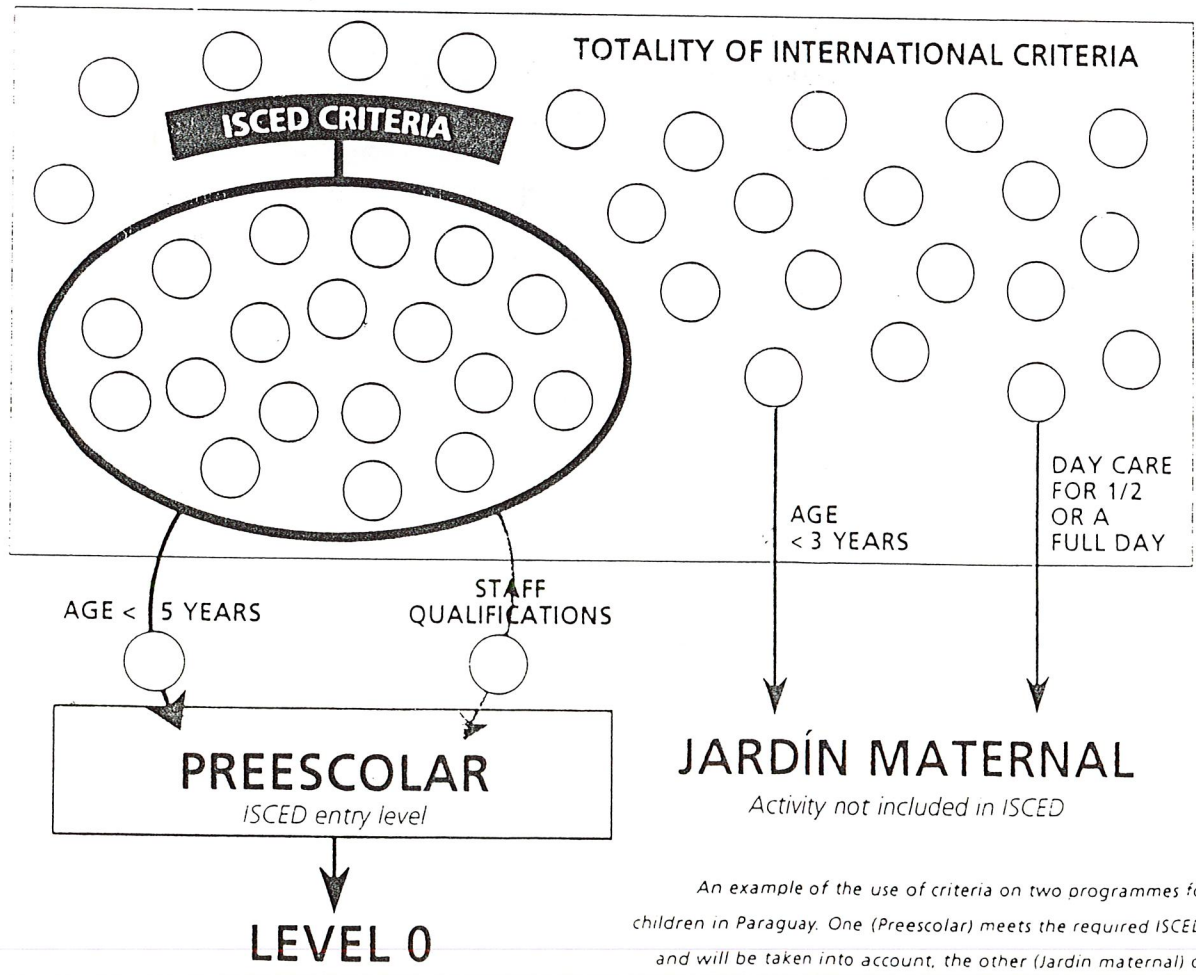 TOTALITY OF INTERNATIONAL CRITERIA
ISCED CRITERIA
AGE < 5 YEARS
STAFF
QUALIFICATIONS
AGE
< 3 YEARS
DAY CARE
FOR 1/2
OR A
FULL DAY
PREESCOLAR
ISCED entry level
JARDÍN MATERNAL
Activity not included in ISCED
LEVEL 0
An example of the use of criteria on two programmes
children in Paraguay. One (Preescolar) meets the required ISCED
and will be taken into account, the other (Jardín maternal)